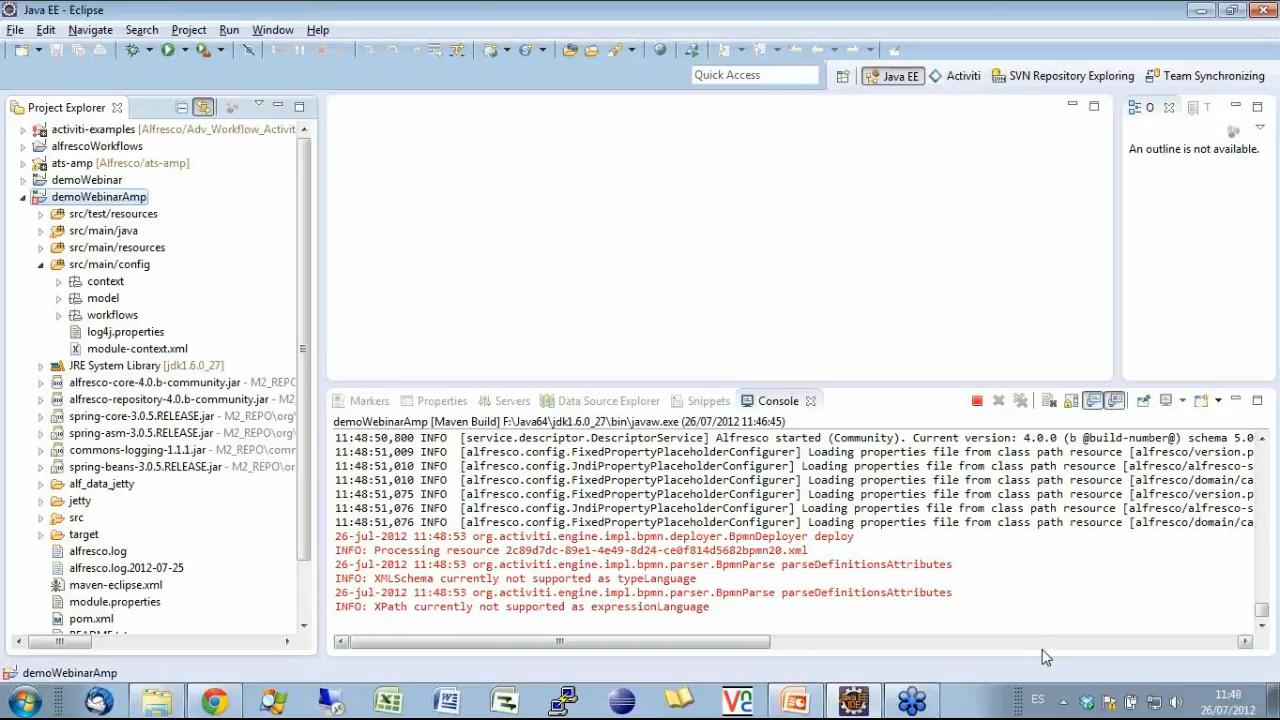 Java EE - Eclipse
File Edit Navigate Search Project Run Window Help
Quick Access
Java EE Activiti SVN Repository Exploring Team Synchronizing
Project Explorer
activiti-examples [Alfresco/Adv_Workflow_Activit
alfrescoWorkflows
ats-amp [Alfresco/ats-amp]
demoWebinar
demoWebinarAmp
src/test/resources
src/main/java
src/main/resources
src/main/config
context
model
workflows
log4j.properties
module-context.xml
JRE System Library [jdk1.6.0_27]
alfresco-core-4.0.b-community.jar - M2_REPO
alfresco-repository-4.0.b-community.jar - M2_REPO
spring-core-3.0.5.RELEASE.jar - M2_REPO\org
spring-asm-3.0.5.RELEASE.jar - M2_REPO\org
commons-logging-1.1.1.jar - M2_REPO\com
spring-beans-3.0.5.RELEASE.jar - M2_REPO\or
alf_data_jetty
jetty
src
target
alfresco.log
alfresco.log.2012-07-25
maven-eclipse.xml
module.properties
pom.xml
O T
An outline is not available.
Markers Properties Servers Data Source Explorer Snippets Console
demoWebinarAmp [Maven Build] F:\Java64\jdk1.6.0_27\bin\javaw.exe (26/07/2012 11:46:45)
11:48:50,800 INFO [service.descriptor.DescriptorService] Alfresco started (Community). Current version: 4.0.0 (b @build-number@) schema 5.0
11:48:51,009 INFO [alfresco.config.FixedPropertyPlaceholderConfigurer] Loading properties file from class path resource [alfresco/version.p
11:48:51,010 INFO [alfresco.config.JndiPropertyPlaceholderConfigurer] Loading properties file from class path resource [alfresco/alfresco-s
11:48:51,010 INFO [alfresco.config.FixedPropertyPlaceholderConfigurer] Loading properties file from class path resource [alfresco/domain/ca
11:48:51,075 INFO [alfresco.config.FixedPropertyPlaceholderConfigurer] Loading properties file from class path resource [alfresco/version.p
11:48:51,076 INFO [alfresco.config.JndiPropertyPlaceholderConfigurer] Loading properties file from class path resource [alfresco/alfresco-s
11:48:51,076 INFO [alfresco.config.FixedPropertyPlaceholderConfigurer] Loading properties file from class path resource [alfresco/domain/ca
26-jul-2012 11:48:53 org.activiti.engine.impl.bpmn.deployer.BpmnDeployer deploy
INFO: Processing resource 2c89d7dc-89e1-4e49-8d24-ce0f814d5682bpmn20.xml
26-jul-2012 11:48:53 org.activiti.engine.impl.bpmn.parser.BpmnParse parseDefinitionsAttributes
INFO: XMLSchema currently not supported as typeLanguage
26-jul-2012 11:48:53 org.activiti.engine.impl.bpmn.parser.BpmnParse parseDefinitionsAttributes
INFO: XPath currently not supported as expressionLanguage
demoWebinarAmp
ES
11:48
26/07/2012